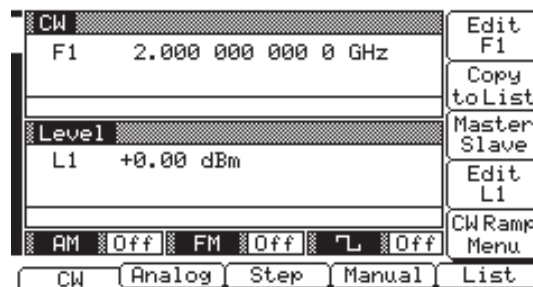 CW
F1 2.000 000 000 0 GHz
Level
L1 +0.00 dBm
AM Off FM Off Off
Edit
F1
Copy
to List
Master
Slave
Edit
L1
CW Ramp
Menu
CW Analog Step Manual List